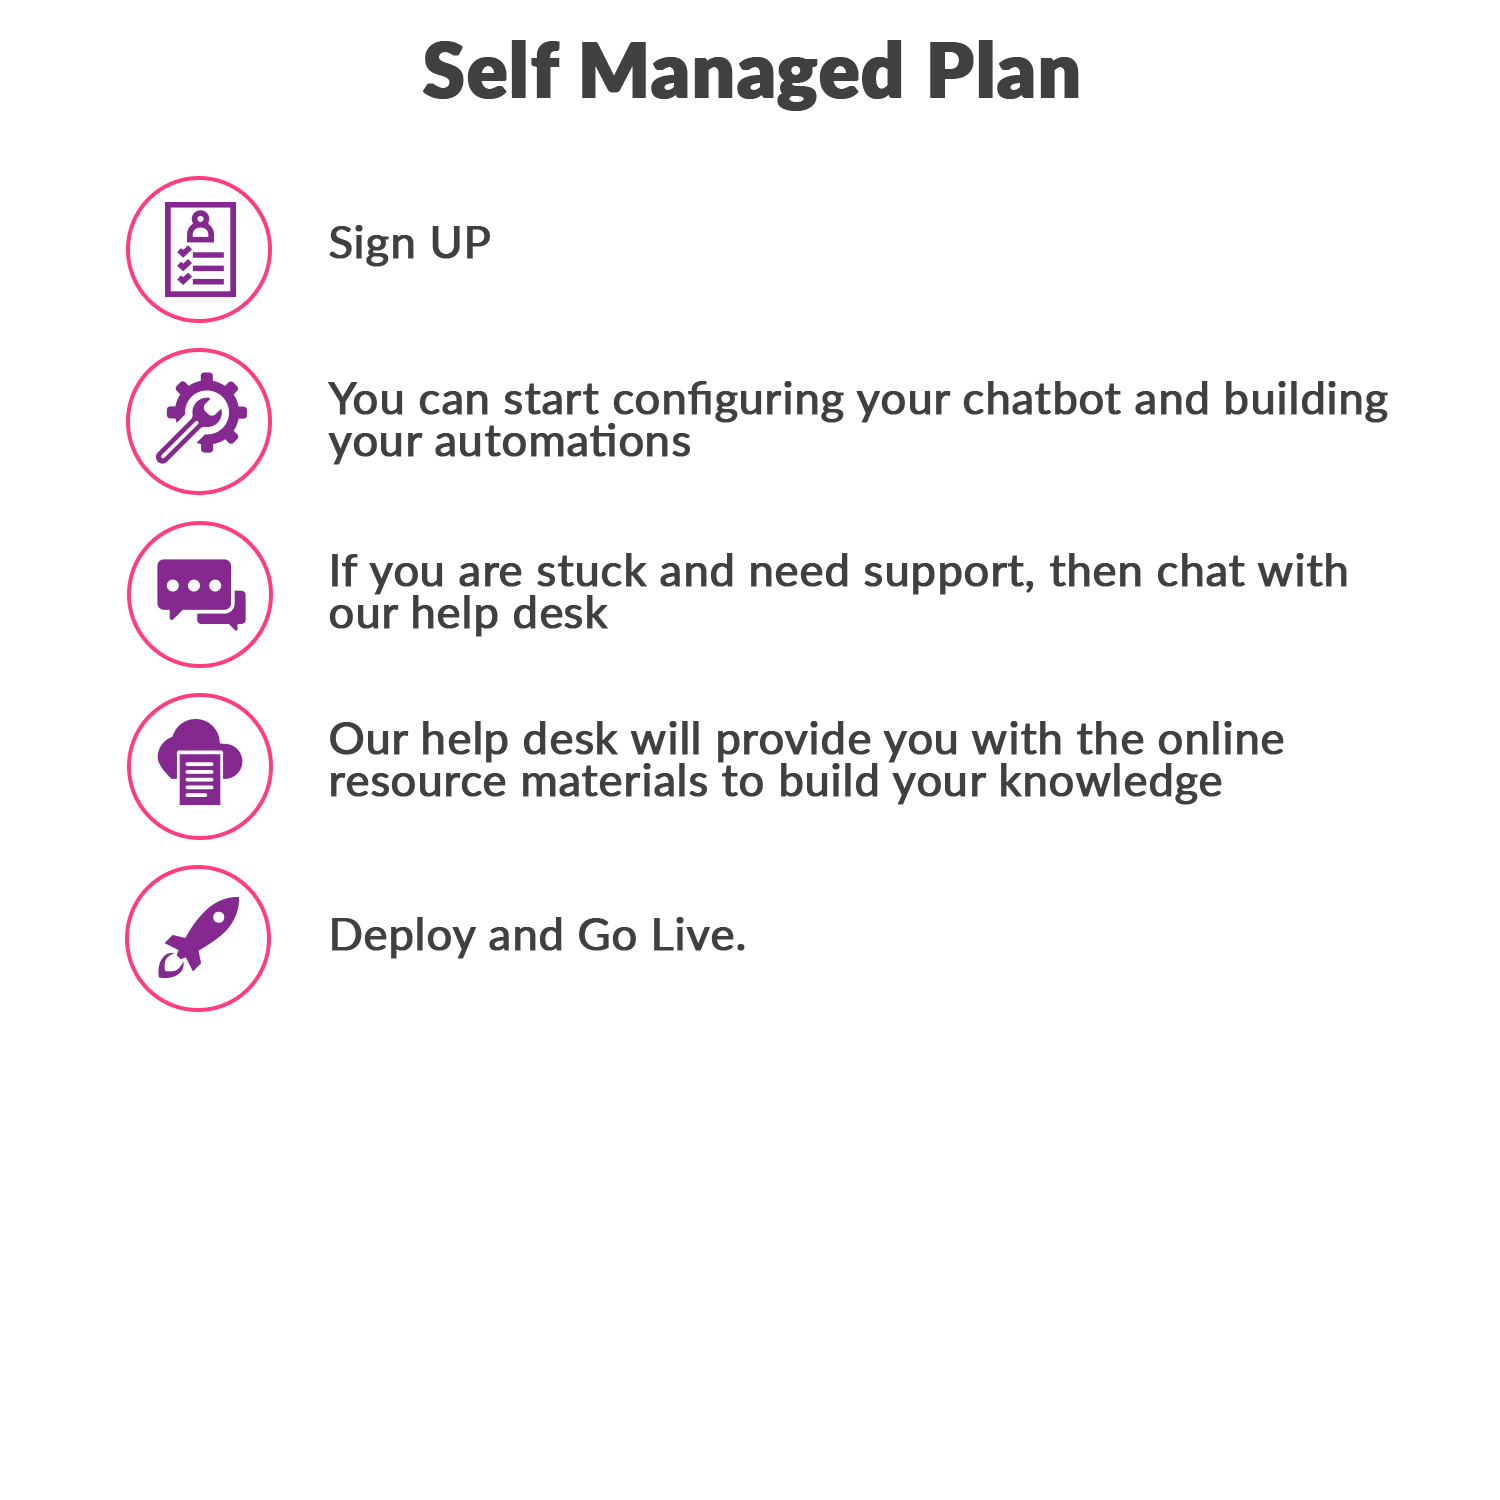 Self Managed Plan
Sign UP
You can start configuring your chatbot and building
your automations
If you are stuck and need support, then chat with
our help desk
Our help desk will provide you with the online
resource materials to build your knowledge
Deploy and Go Live.